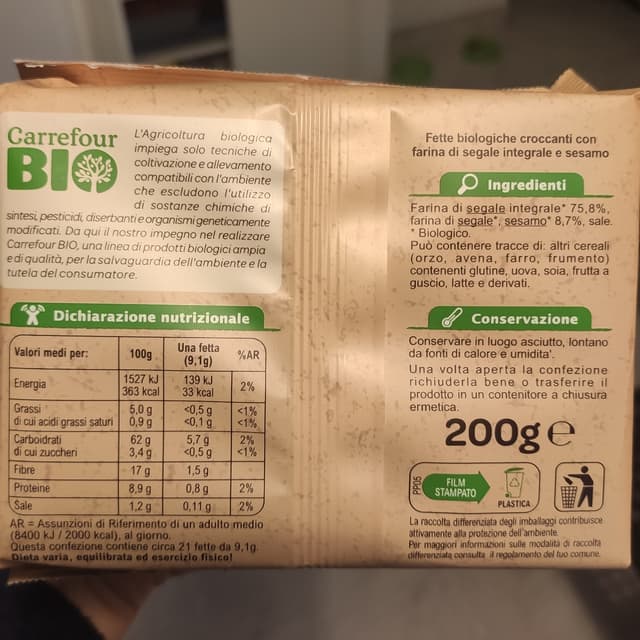 Carrefour
BIO
L'Agricoltura biologica
impiega solo tecniche di
coltivazione e allevamento
compatibili con l'ambiente
che escludono l'utilizzo
di sostanze chimiche di
sintesi, pesticidi, diserbanti e organismi geneticamente
modificati. Da qui il nostro impegno nel realizzare
Carrefour BIO, una linea di prodotti biologici ampia
e di qualità, per la salvaguardia dell'ambiente e la
tutela del consumatore.
Dichiarazione nutrizionale
Valori medi per: 100g Una fetta (9,1g) %AR
Energia 1527 kJ 139 kJ 2%
363 kcal 33 kcal
Grassi 5,0 g <0,5 g <1%
di cui acidi grassi saturi 0,9 g <0,1 g <1%
Carboidrati 62 g 5,7 g 2%
di cui zuccheri 3,4 g <0,5 g <1%
Fibre 17 g 1,5 g
Proteine 8,9 g 0,8 g 2%
Sale 1,2 g 0,11 g 2%
AR = Assunzioni di Riferimento di un adulto medio
(8400 kJ / 2000 kcal), al giorno.
Questa confezione contiene circa 21 fette da 9,1g.
Dieta varia, equilibrata ed esercizio fisico!
Fette biologiche croccanti con
farina di segale integrale e sesamo
Ingredienti
Farina di segale integrale* 75,8%,
farina di segale*, sesamo* 8,7%, sale.
* Biologico.
Può contenere tracce di: altri cereali
(orzo, avena, farro, frumento)
contenenti glutine, uova, soia, frutta a
guscio, latte e derivati.
Conservazione
Conservare in luogo asciutto, lontano
da fonti di calore e umidita'.
Una volta aperta la confezione
richiuderla bene o trasferire il
prodotto in un contenitore a chiusura
ermetica.
200g e
PP05
FILM
STAMPATO
PLASTICA
La raccolta differenziata degli imballaggi contribuisce
attivamente alla protezione dell'ambiente.
Per maggiori informazioni sulle modalità di raccolta
differenziata consulta il regolamento del tuo comune.